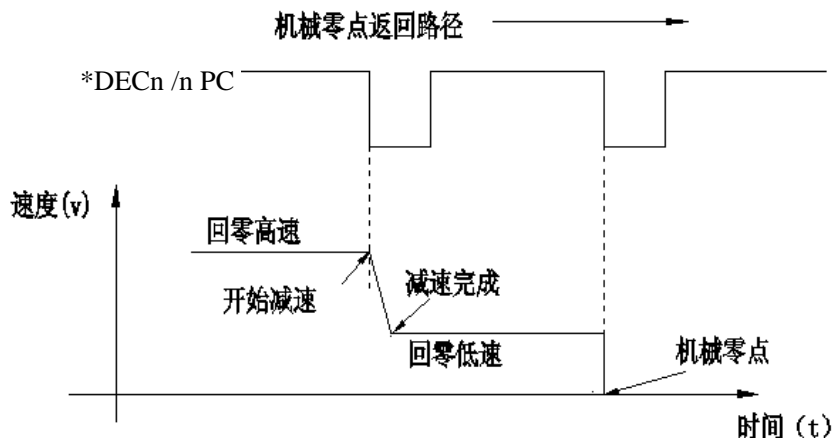 机械零点返回路径
*DECn /n PC
速度(v)
回零高速
开始减速
减速完成
回零低速
机械零点
时间 (t)